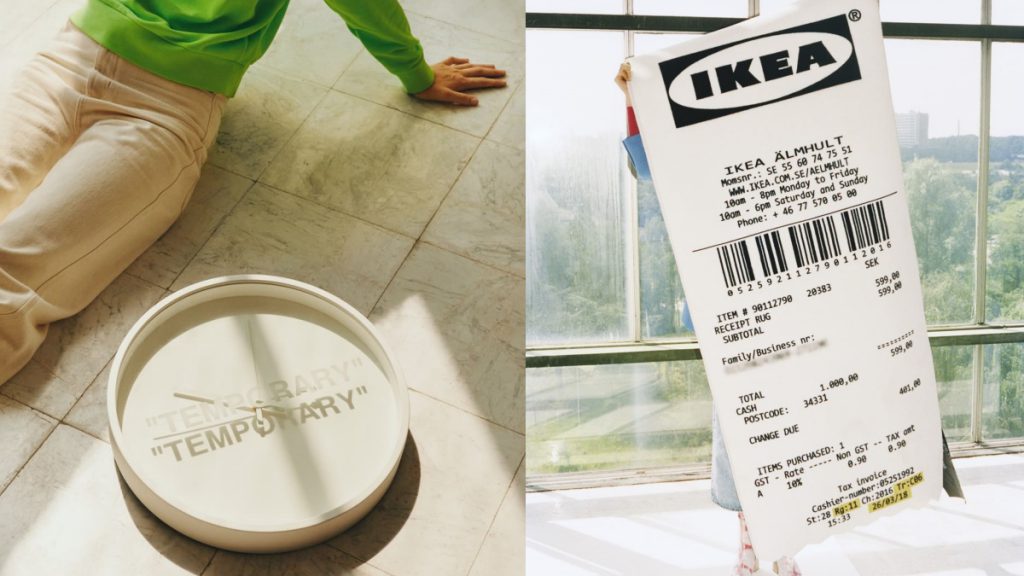 "TEMPORARY"
"TEMPORARY"
IKEA ®
IKEA ÄLMHULT
Momsnr.: SE 55 60 74 75 51
WWW.IKEA.COM.SE/AELMHULT
10am - 8pm Monday to Friday
10am - 6pm Saturday and Sunday
Phone: + 46 77 570 05 00
0525921127901 12016
SEK
ITEM # 90112790 20383 599,00
RECEIPT RUG 599,00
SUBTOTAL
Family/Business nr:
----------
599,00
TOTAL 1.000,00
CASH
POSTCODE: 34331 401,00
CHANGE DUE
ITEMS PURCHASED: 1
GST - Rate ----- Non GST -- TAX amt
A 10% 0.90 0.90
Tax invoice
Cashier-number:05251992
St:28 Rg:11 Ch:2016 Tr:C06
15:33 26/03/18